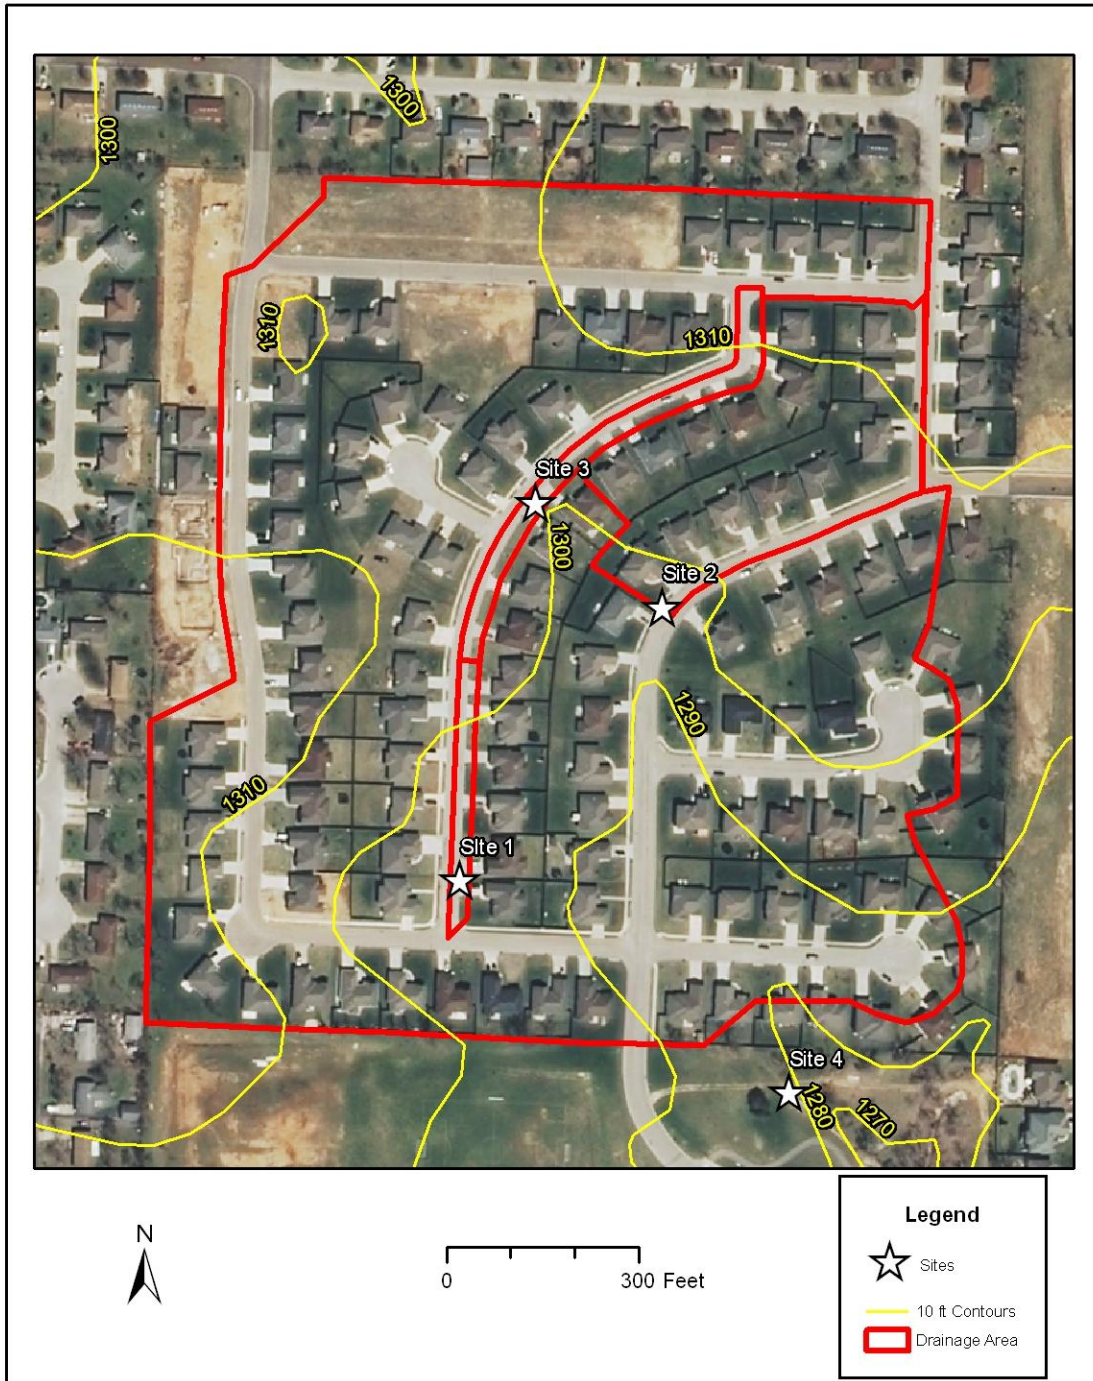 1300
1300
1310
1310
Site 3
1300
Site 2
1290
1310
Site 1
Site 4
1280
1270
N
0
300 Feet
Legend
Sites
10 ft Contours
Drainage Area